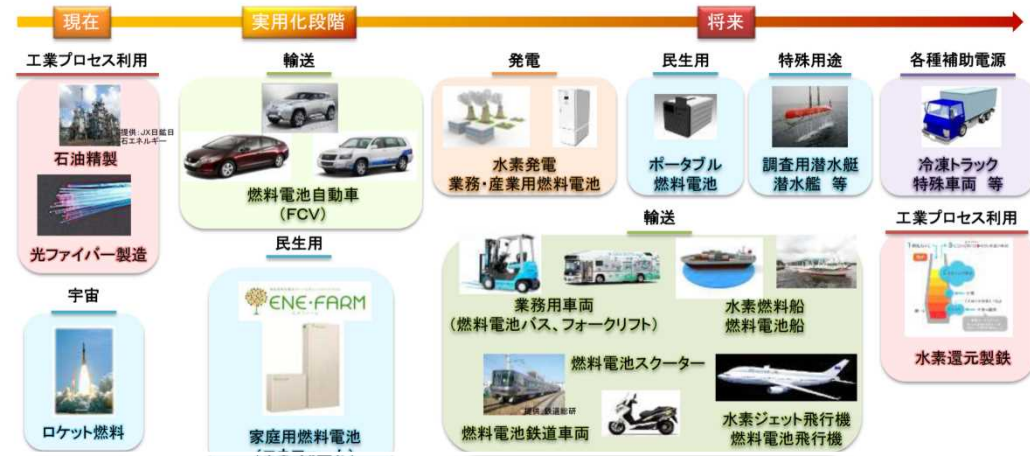 現在
実用化段階
将来
工業プロセス利用
提供：JX日鉱日
石エネルギー
石油精製
光ファイバー製造
宇宙
ロケット燃料
輸送
燃料電池自動車
(FCV)
民生用
ENE・FARM
家庭用燃料電池
発電
水素発電
業務・産業用燃料電池
民生用
ポータブル
燃料電池
特殊用途
調査用潜水艇
潜水艦 等
各種補助電源
冷凍トラック
特殊車両 等
輸送
業務用車両
(燃料電池バス、フォークリフト)
水素燃料船
燃料電池船
燃料電池スクーター
提供：鉄道総研
燃料電池鉄道車両
水素ジェット飛行機
燃料電池飛行機
工業プロセス利用
水素還元製鉄